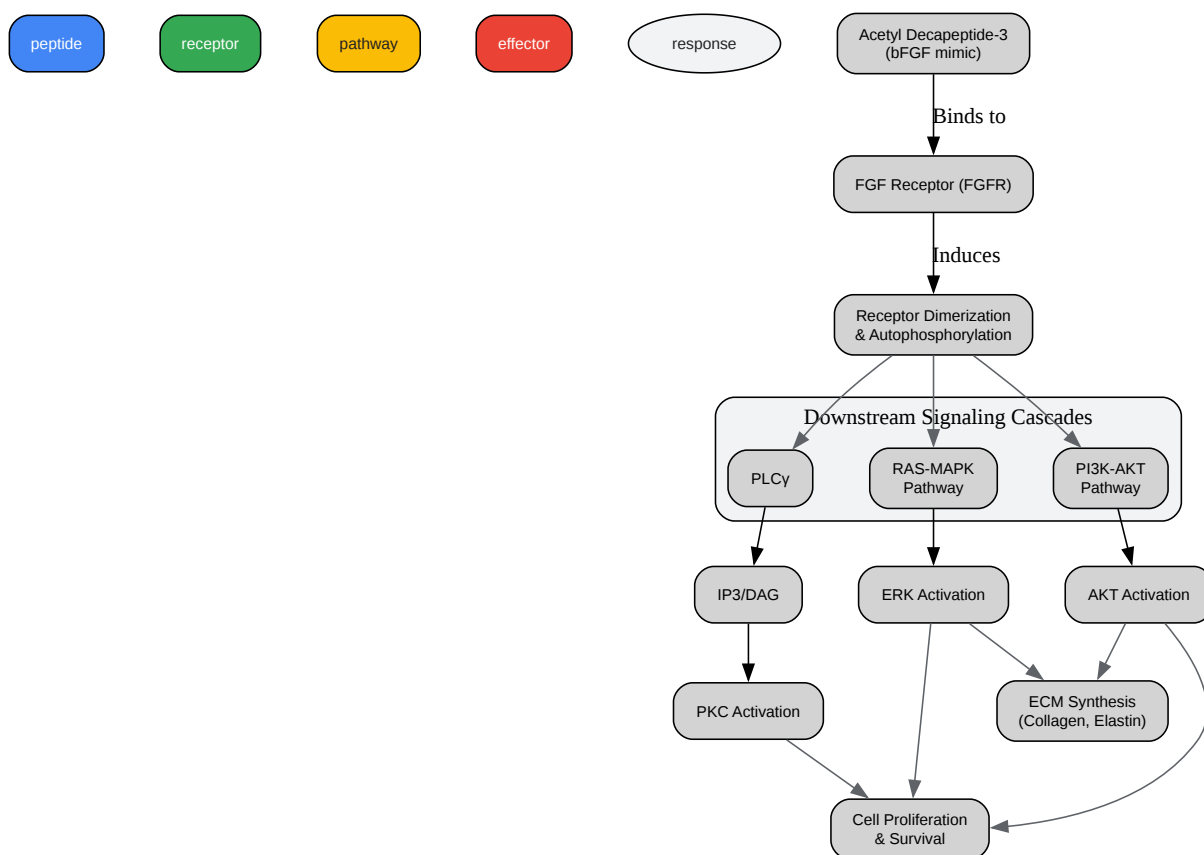 peptide
receptor
pathway
effector
response
Acetyl Decapeptide-3
(bFGF mimic)
Binds to
FGF Receptor (FGFR)
Induces
Receptor Dimerization
& Autophosphorylation
Downstream Signaling Cascades
PLCγ
RAS-MAPK
Pathway
PI3K-AKT
Pathway
IP3/DAG
ERK Activation
AKT Activation
PKC Activation
ECM Synthesis
(Collagen, Elastin)
Cell Proliferation
& Survival